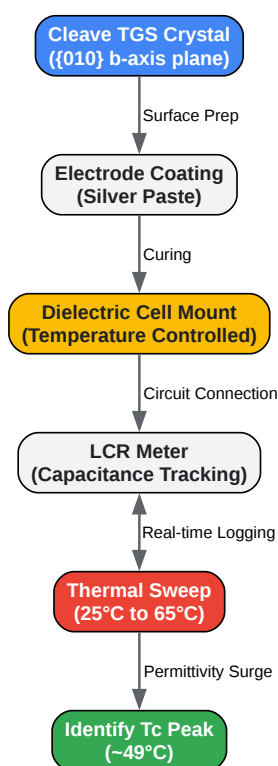 Cleave TGS Crystal
({010} b-axis plane)
Surface Prep
Electrode Coating
(Silver Paste)
Curing
Dielectric Cell Mount
(Temperature Controlled)
Circuit Connection
LCR Meter
(Capacitance Tracking)
Real-time Logging
Thermal Sweep
(25°C to 65°C)
Permittivity Surge
Identify Tc Peak
(~49°C)